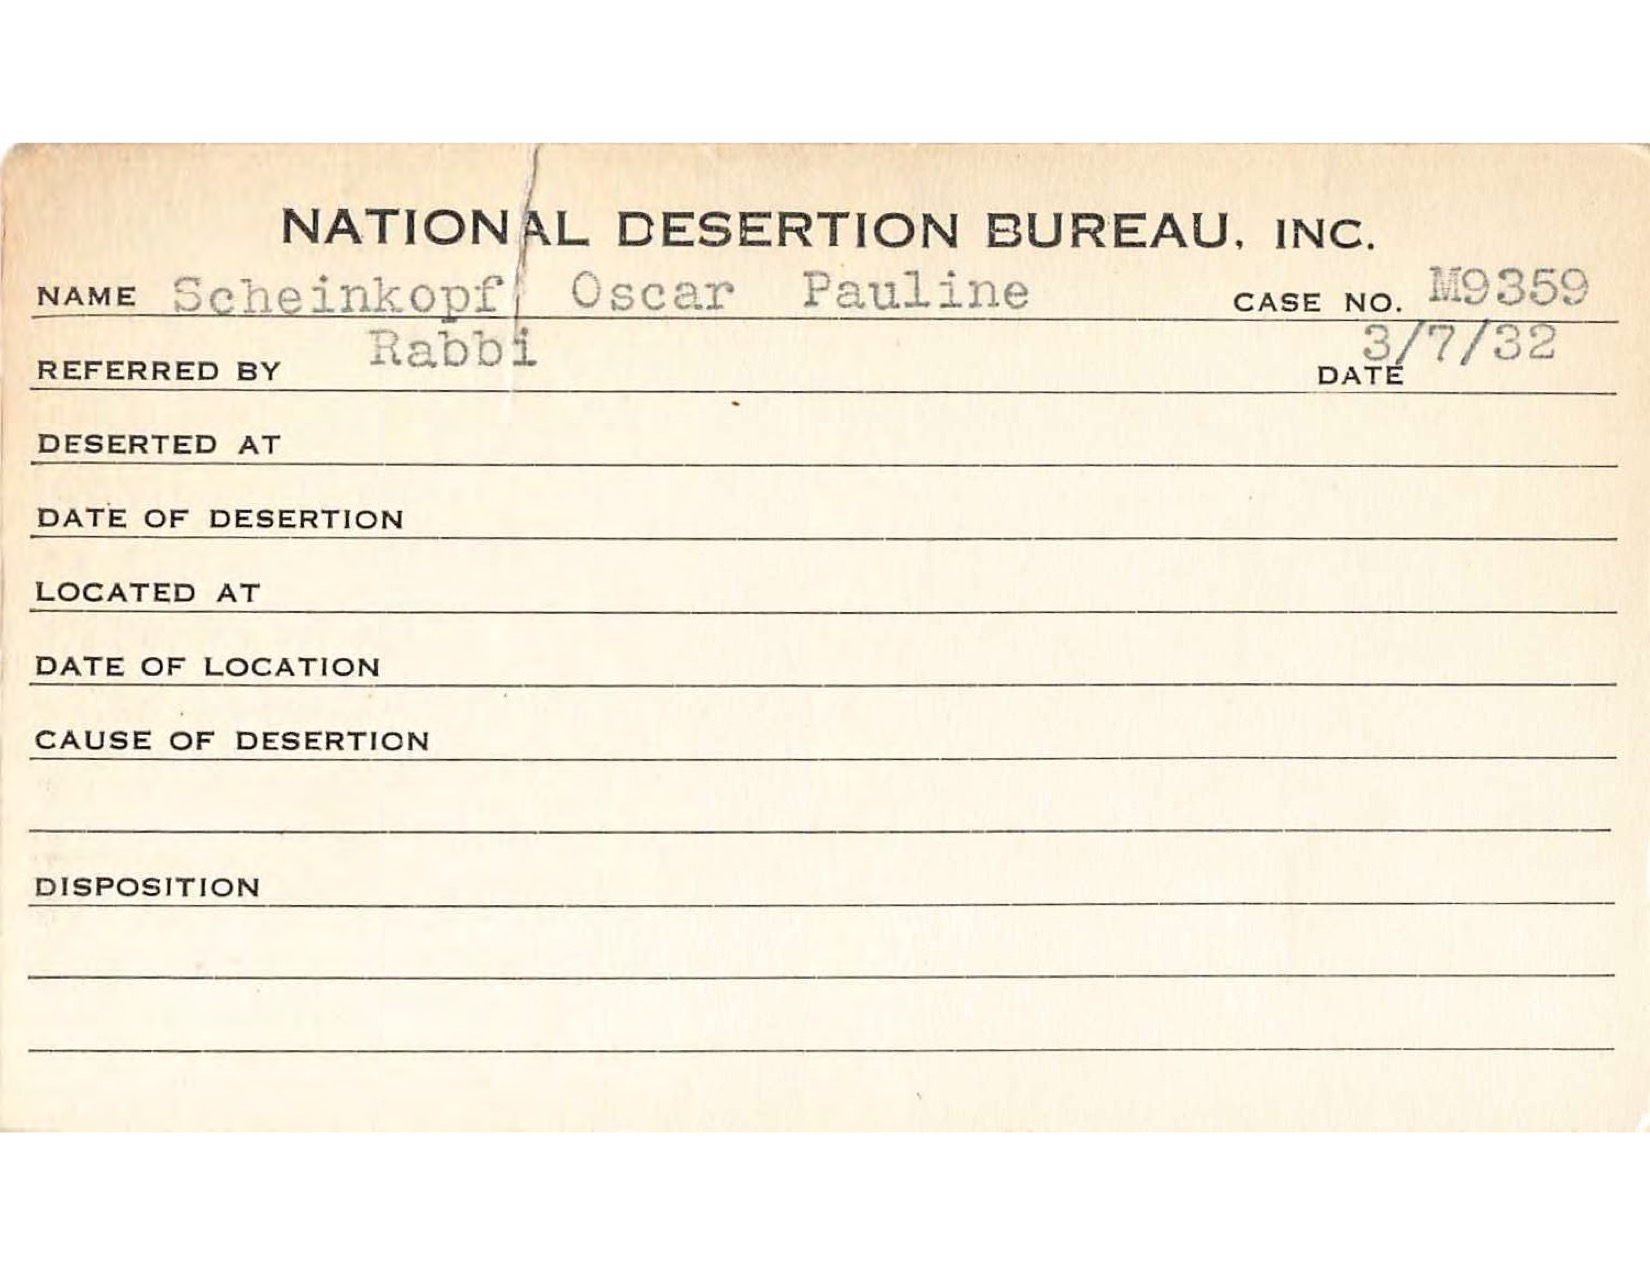 NATIONAL DESERTION BUREAU, INC.
NAME Scheinkopf Oscar Pauline CASE NO. M9359
REFERRED BY Rabbi DATE 3/7/32
DESERTED AT
DATE OF DESERTION
LOCATED AT
DATE OF LOCATION
CAUSE OF DESERTION
DISPOSITION